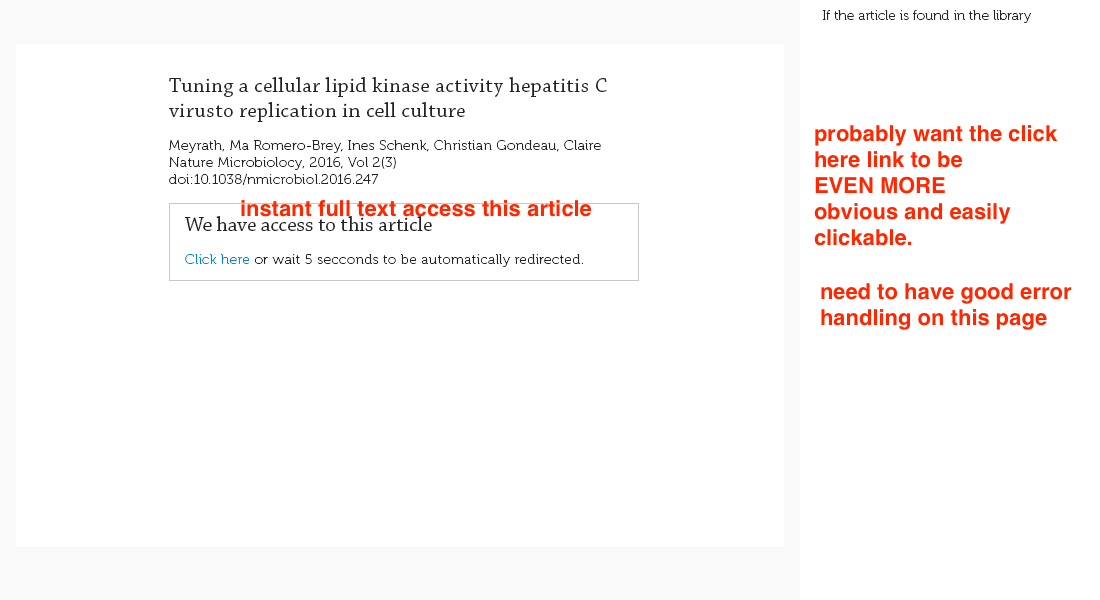 If the article is found in the library
Tuning a cellular lipid kinase activity hepatitis C
virusto replication in cell culture
Meyrath, Ma Romero-Brey, Ines Schenk, Christian Gondeau, Claire
Nature Microbiolocy, 2016, Vol 2(3)
doi:10.1038/nmicrobiol.2016.247
instant full text access this article
We have access to this article
Click here or wait 5 secconds to be automatically redirected.
probably want the click
here link to be
EVEN MORE
obvious and easily
clickable.
need to have good error
handling on this page